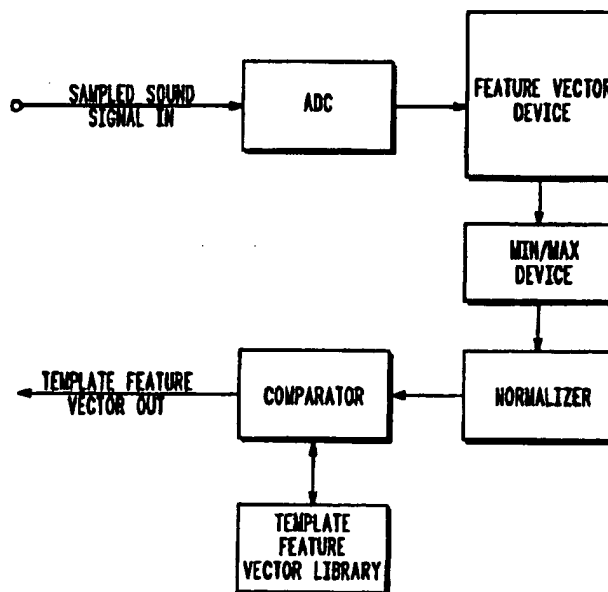 SAMPLED SOUND
SIGNAL IN
ADC
FEATURE VECTOR
DEVICE
MIN/MAX
DEVICE
TEMPLATE FEATURE
VECTOR OUT
COMPARATOR
NORMALIZER
TEMPLATE
FEATURE
VECTOR LIBRARY